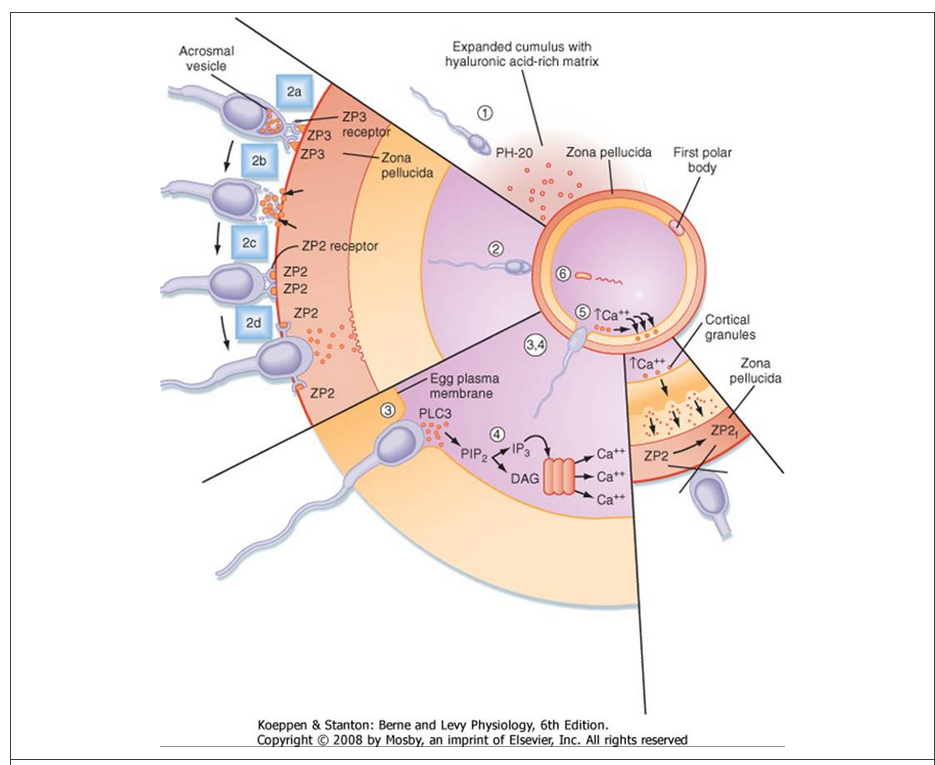 Acrosmal
vesicle
2a
ZP3
receptor
ZP3
ZP3
Zona
pellucida
2b
2c
ZP2 receptor
ZP2
ZP2
2d
ZP2
ZP2
Expanded cumulus with
hyaluronic acid-rich matrix
1
PH-20
Zona pellucida
First polar
body
2
6
5
↑Ca++
3,4
Cortical
granules
↑Ca++
Zona
pellucida
ZP2f
ZP2
Egg plasma
membrane
3
PLC3
4
PIP2
IP3
DAG
Ca++
Ca++
Ca++
Koeppen & Stanton: Berne and Levy Physiology, 6th Edition.
Copyright © 2008 by Mosby, an imprint of Elsevier, Inc. All rights reserved